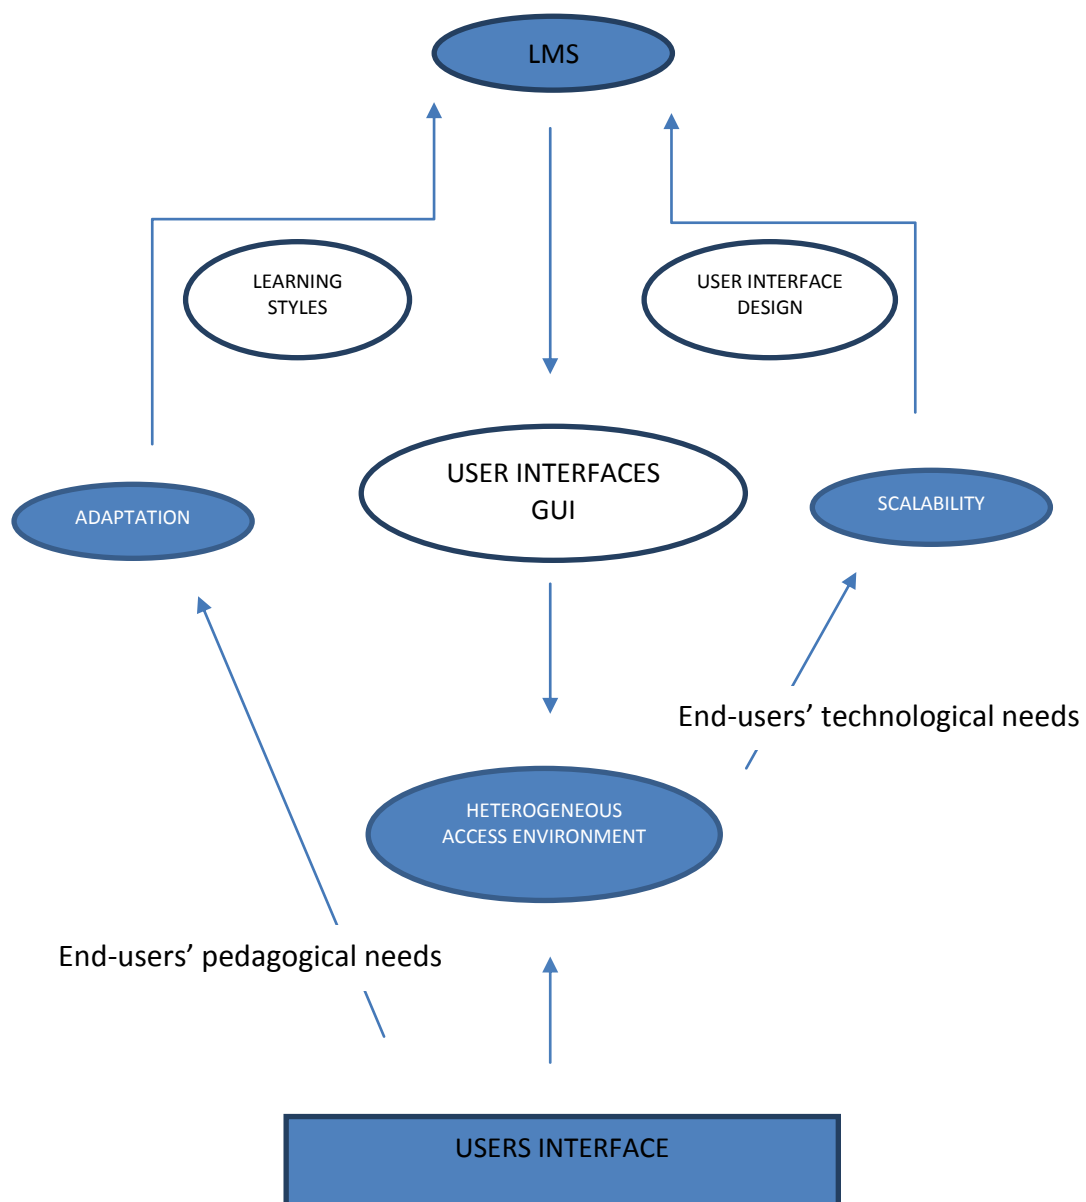 LMS
LEARNING
STYLES
USER INTERFACE
DESIGN
USER INTERFACES
GUI
ADAPTATION
SCALABILITY
End-users’ technological needs
HETEROGENEOUS
ACCESS ENVIRONMENT
End-users’ pedagogical needs
USERS INTERFACE